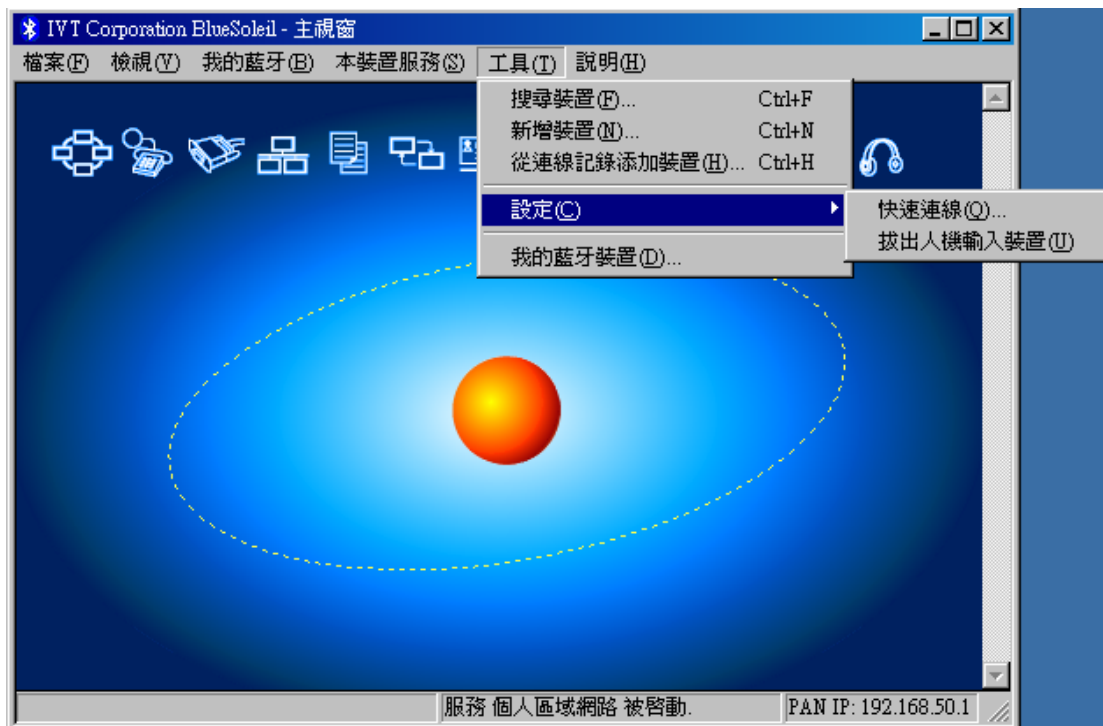 IVT Corporation BlueSoleil - 主視窗
檔案(F) 檢視(V) 我的藍牙(B) 本裝置服務(S) 工具(T) 說明(H)
搜尋裝置(F)... Ctrl+F
新增裝置(N)... Ctrl+N
從連線記錄添加裝置(H)... Ctrl+H
設定(C)
快速連線(Q)...
拔出人機輸入裝置(U)
我的藍牙裝置(D)...
服務 個人區域網路 被啓動. PAN IP: 192.168.50.1